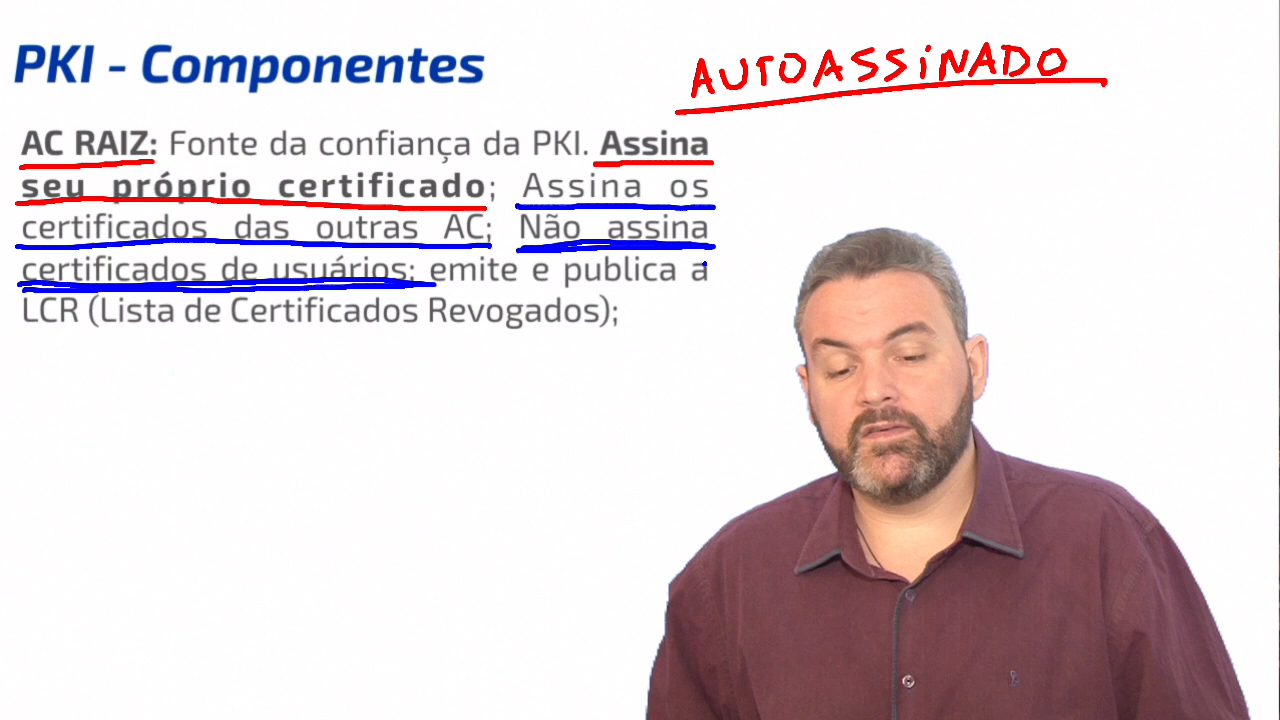 PKI - Componentes
AUTOASSiNADO
AC RAIZ: Fonte da confiança da PKI. Assina
seu próprio certificado; Assina os
certificados das outras AC; Não assina
certificados de usuários; emite e publica a
LCR (Lista de Certificados Revogados);